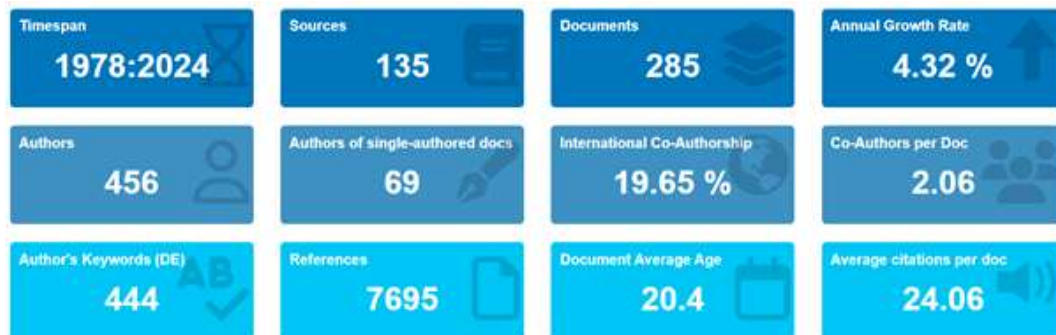 Timespan
1978:2024
Sources
135
Documents
285
Annual Growth Rate
4.32 %
Authors
456
Authors of single-authored docs
69
International Co-Authorship
19.65 %
Co-Authors per Doc
2.06
Author's Keywords (DE)
AB
444
References
7695
Document Average Age
20.4
Average citations per doc
24.06